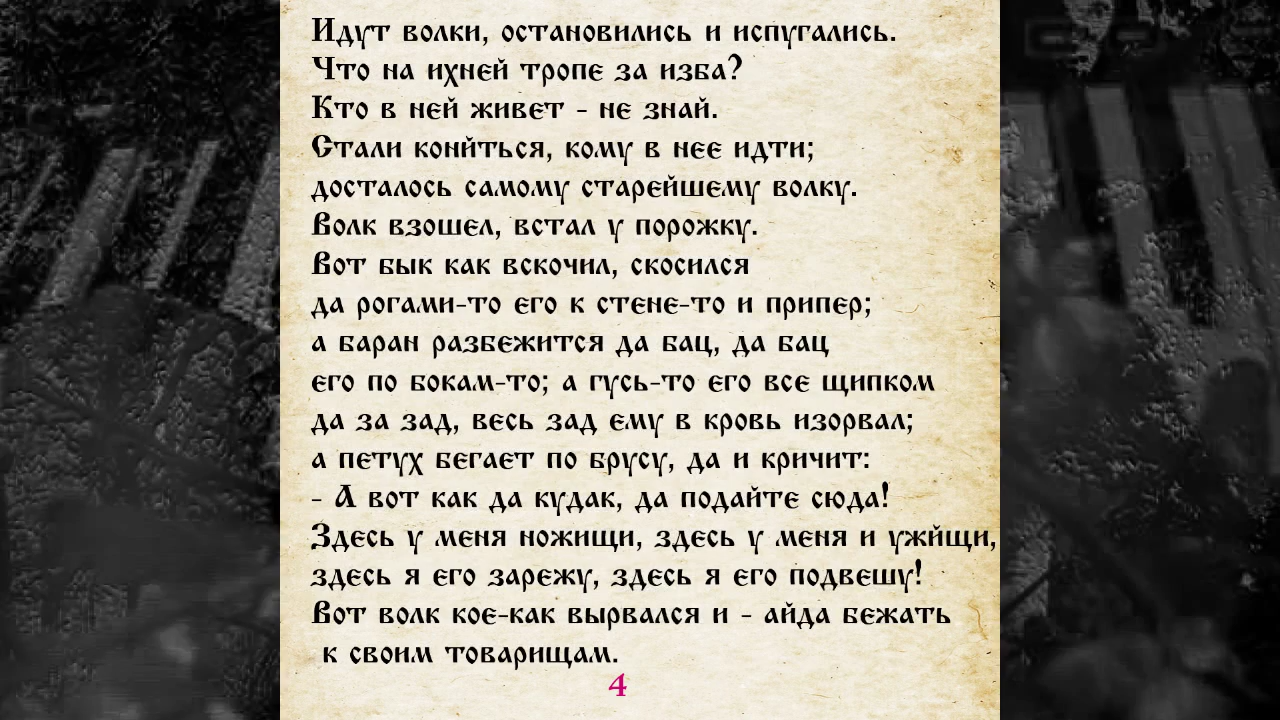 Идут волки, остановились и испугались.
Что на ихней тропе за изба?
Кто в ней живет - не знай.
Стали конйться, кому в нее идти;
досталось самому старейшему волку.
Волк взошел, встал у порожку.
Вот бык как вскочил, скосился
да рогами-то его к стене-то и припер;
а баран разбежится да бац, да бац
его по бокам-то; а гусь-то его все щипком
да за зад, весь зад ему в кровь изорвал;
а петух бегает по брусу, да и кричит:
- А вот как да кудак, да подайте сюда!
Здесь у меня ножищи, здесь у меня и ужйщи,
здесь я его зарежу, здесь я его подвешу!
Вот волк кое-как вырвался и - айда бежать
к своим товарищам.
4